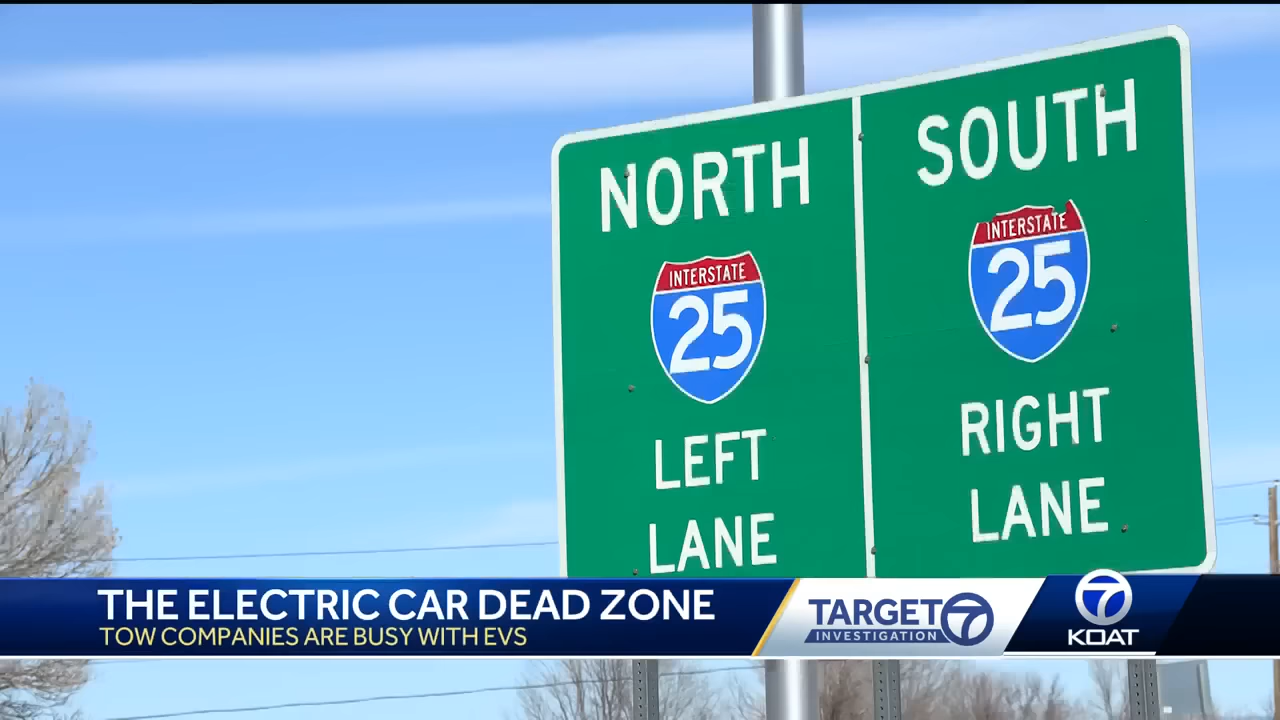 NORTH
INTERSTATE
25
LEFT
LANE
SOUTH
INTERSTATE
25
RIGHT
LANE
THE ELECTRIC CAR DEAD ZONE
TOW COMPANIES ARE BUSY WITH EVS
TARGET 7
INVESTIGATION
7
KOAT